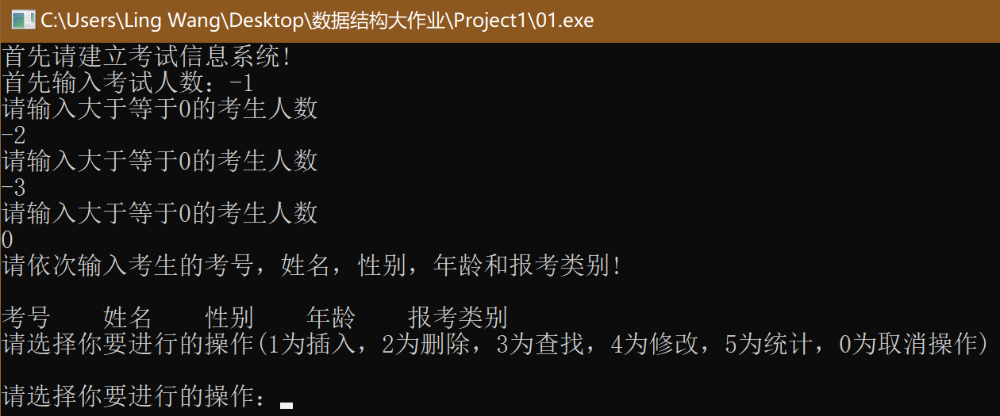 C:\Users\Ling Wang\Desktop\数据结构大作业\Project1\01.exe
首先请建立考试信息系统!
首先输入考试人数：-1
请输入大于等于0的考生人数
-2
请输入大于等于0的考生人数
-3
请输入大于等于0的考生人数
0
请依次输入考生的考号，姓名，性别，年龄和报考类别!
考号 姓名 性别 年龄 报考类别
请选择你要进行的操作(1为插入，2为删除，3为查找，4为修改，5为统计，0为取消操作)
请选择你要进行的操作：